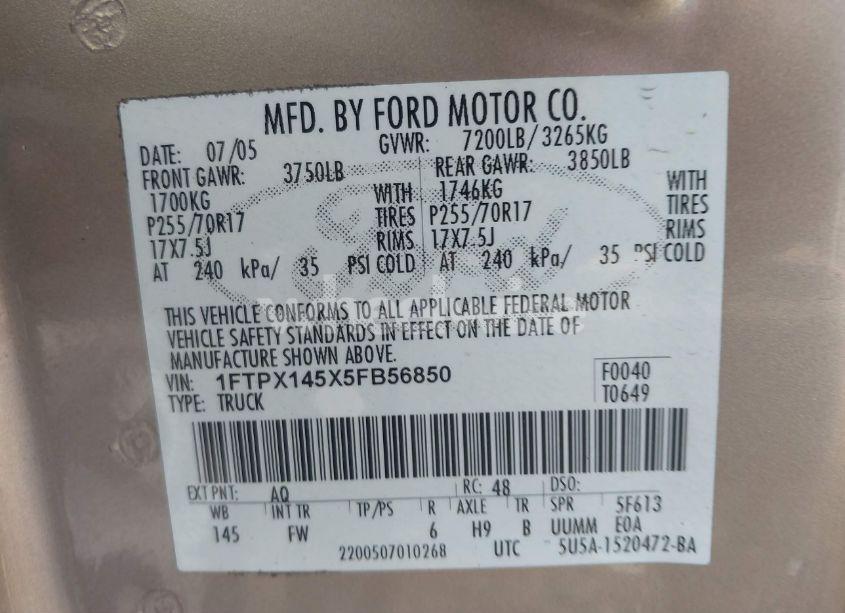 MFD. BY FORD MOTOR CO.
DATE: 07/05 GVWR: 7200LB/3265KG
FRONT GAWR: 3750LB REAR GAWR: 3850LB
1700KG WITH 1746KG WITH
P255/70R17 TIRES P255/70R17 TIRES
17X7.5J RIMS 17X7.5J RIMS
AT 240 kPa/ 35 PSI COLD AT 240 kPa/ 35 PSI COLD
THIS VEHICLE CONFORMS TO ALL APPLICABLE FEDERAL MOTOR
VEHICLE SAFETY STANDARDS IN EFFECT ON THE DATE OF
MANUFACTURE SHOWN ABOVE.
VIN: 1FTPX145X5FB56850 F0040
TYPE: TRUCK T0649
EXT PNT: AQ RC: 48 DSO:
WB INT TR TP/PS R AXLE TR SPR 5F613
145 FW 6 H9 B UUMM E0A
2200507010268 UTC 5U5A-1520472-BA